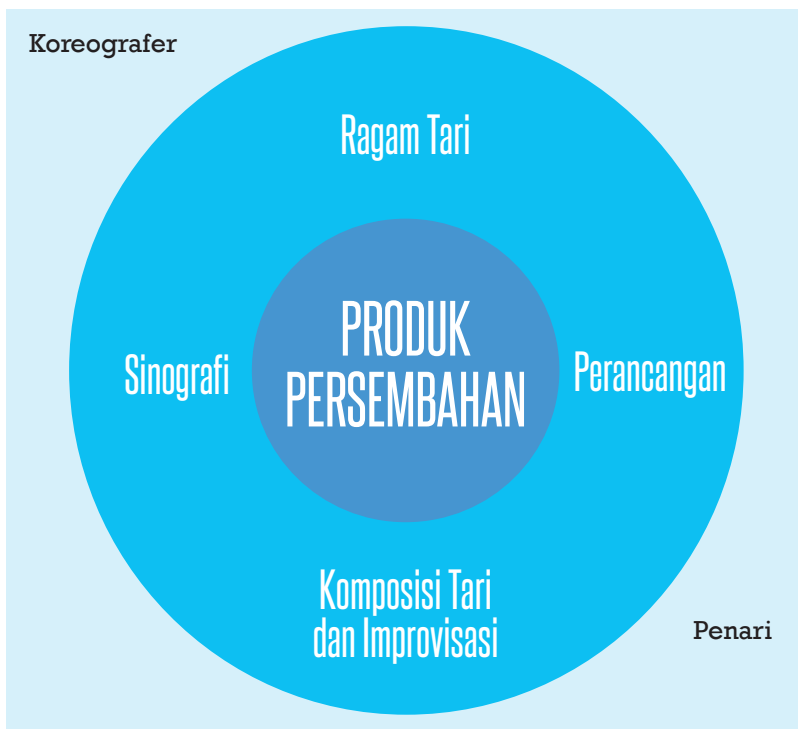 Koreografer
Ragam Tari
PRODUK
PERSEMBAHAN
Sinografi
Perancangan
Komposisi Tari
dan Improvisasi
Penari